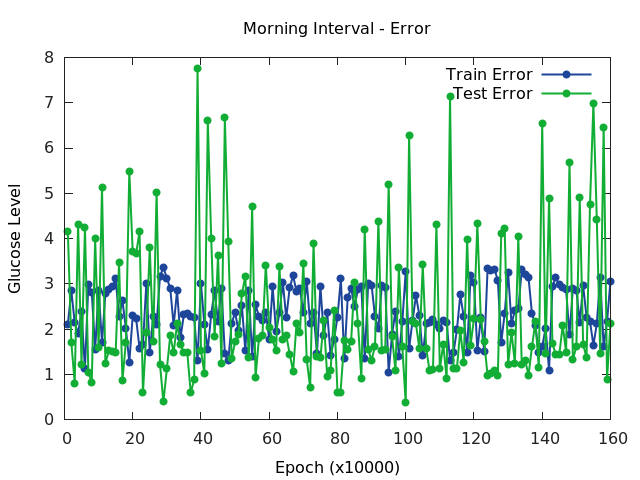 Morning Interval - Error
8
7
6
5
4
3
2
1
0
Glucose Level
Train Error
Test Error
0 20 40 60 80 100 120 140 160
Epoch (x10000)